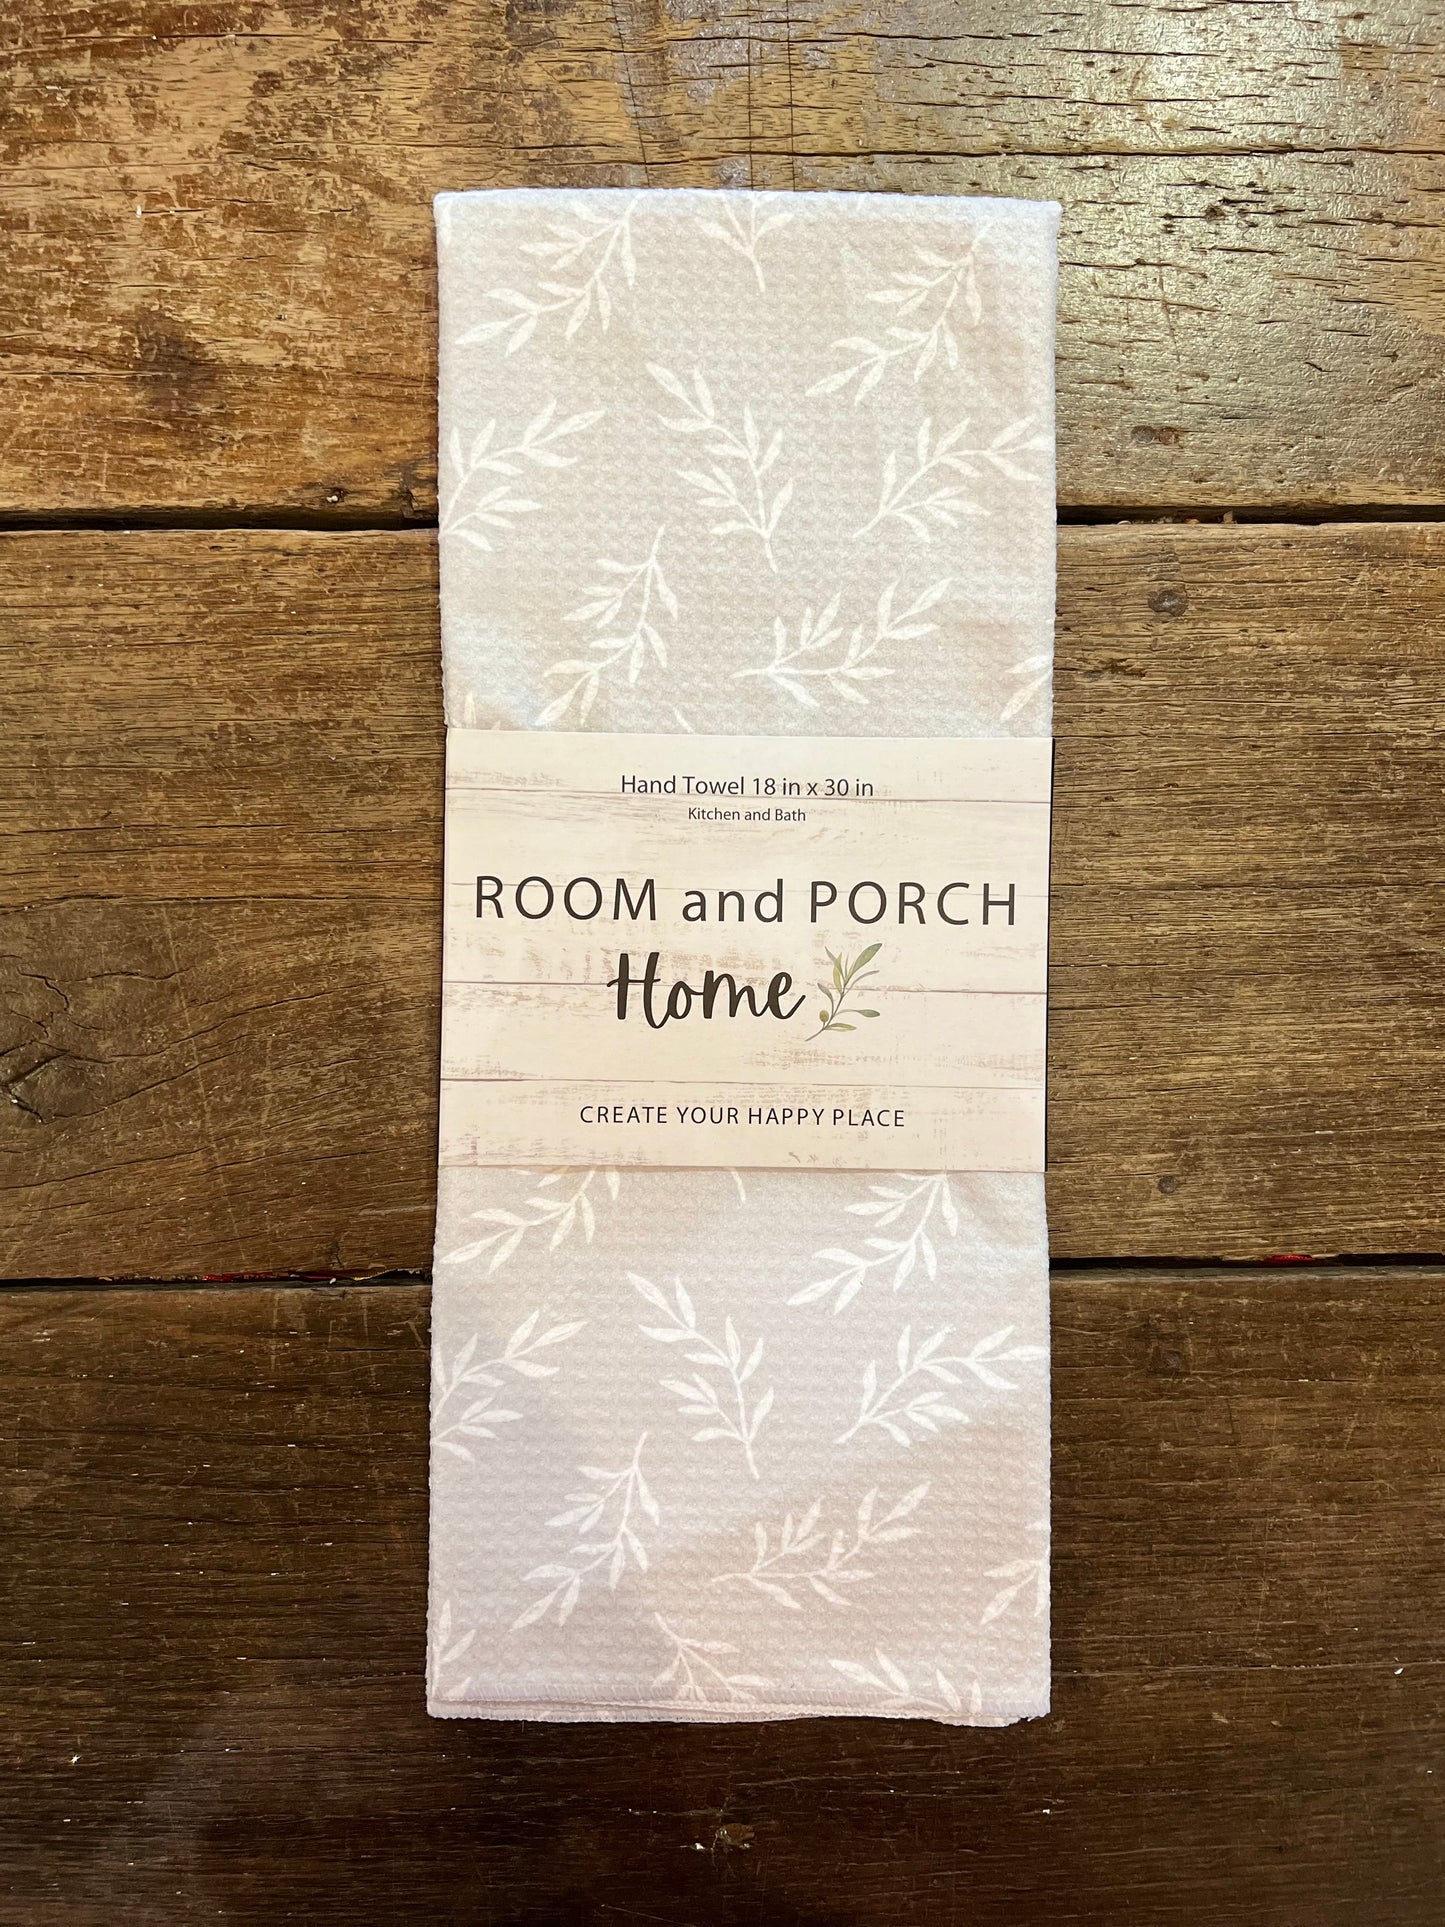 Hand Towel 18 in x 30 in
Kitchen and Bath
ROOM and PORCH
Home
CREATE YOUR HAPPY PLACE